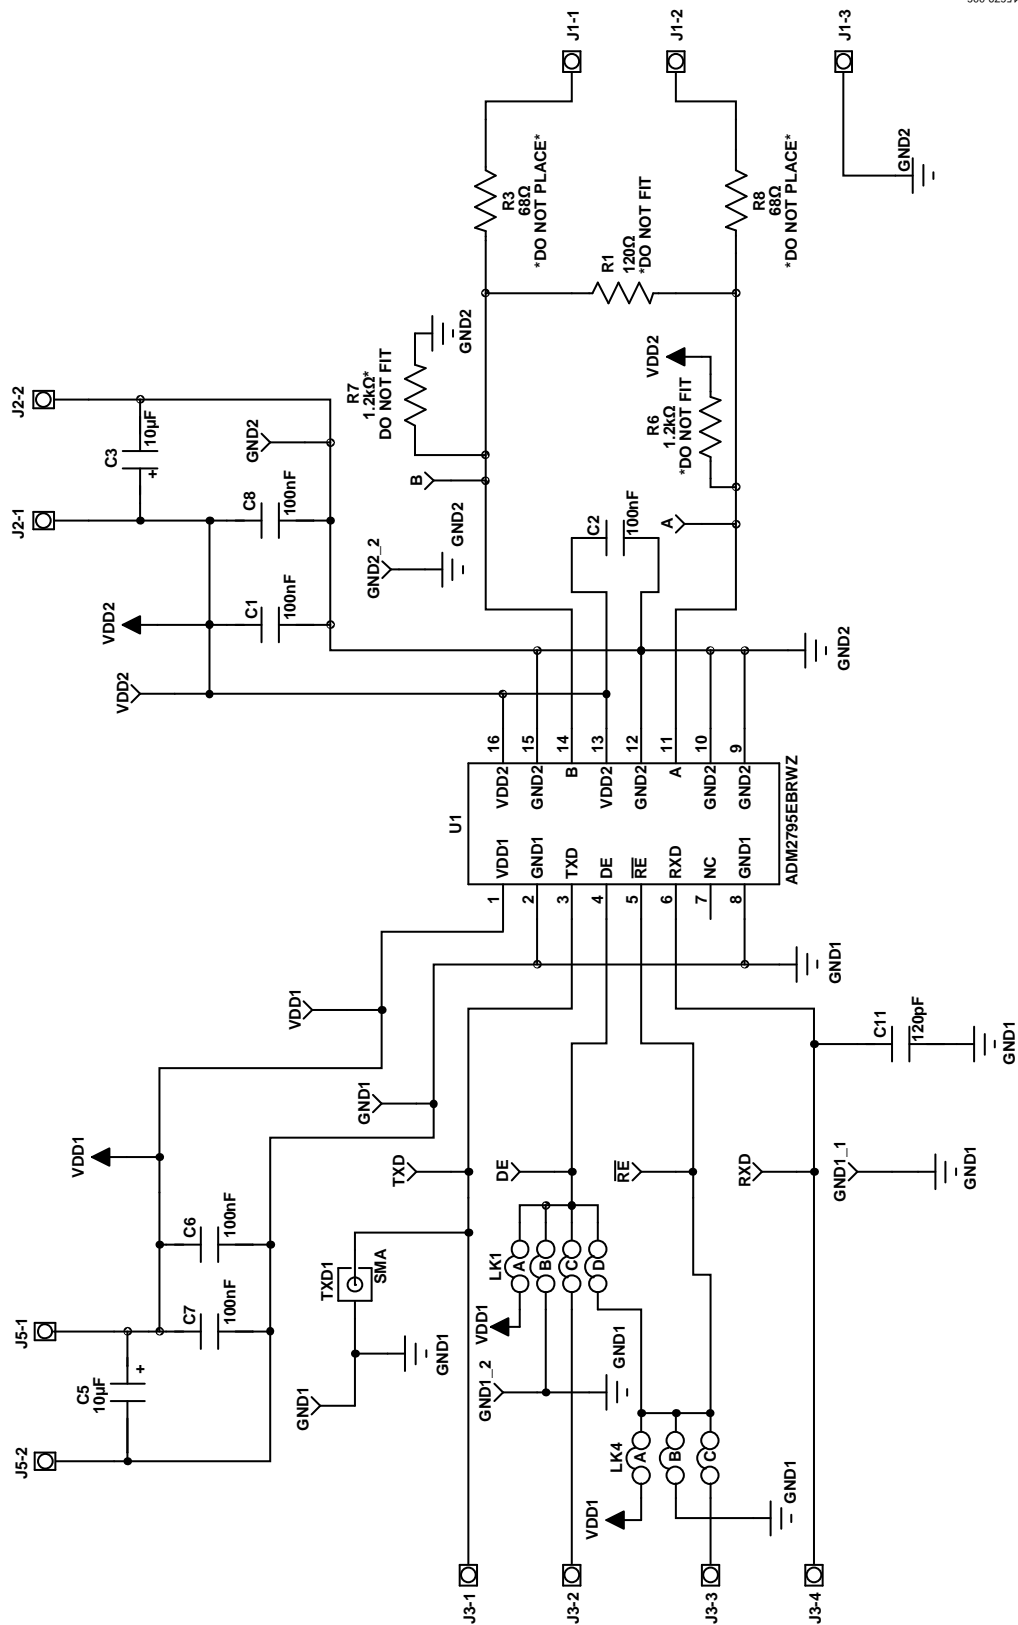 J1-1
J1-2
J1-3
R3
68Ω
*DO NOT PLACE*
R8
68Ω
*DO NOT PLACE*
GND2
R1
120Ω
*DO NOT FIT
R7
1.2kΩ*
DO NOT FIT
GND2
VDD2
R6
1.2kΩ
*DO NOT FIT
J2-2
J2-1
C3
10µF
+
GND2
C8
100nF
C1
100nF
VDD2
VDD2
B
GND2_2
GND2
C2
100nF
A
GND2
U1
16
15
14
13
12
11
10
9
VDD2
GND2
B
VDD2
GND2
A
GND2
GND2
VDD1
GND1
TXD
DE
RE
RXD
NC
GND1
ADM2795EBRWZ
1
2
3
4
5
6
7
8
GND1
VDD1
GND1
VDD1
C6
100nF
C7
100nF
J5-1
J5-2
C5
10µF
+
TXD
DE
RE
RXD
GND1_1
GND1
C11
120pF
GND1
TXD1
SMA
GND1
GND1
LK1
A
B
C
D
VDD1
GND1_2
GND1
LK4
A
B
C
VDD1
GND1
J3-1
J3-2
J3-3
J3-4